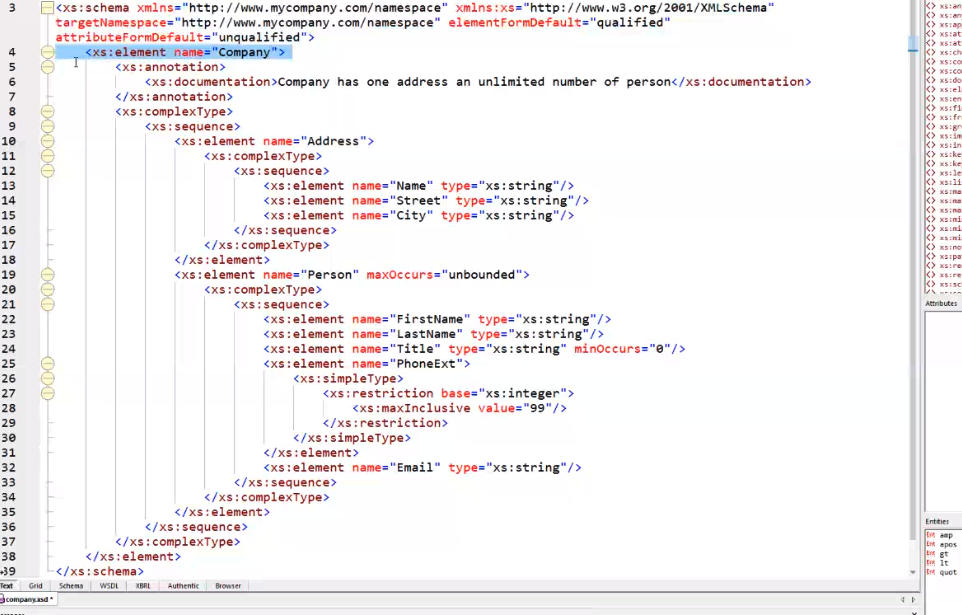 3 <xs:schema xmlns="http://www.mycompany.com/namespace" xmlns:xs="http://www.w3.org/2001/XMLSchema"
targetNamespace="http://www.mycompany.com/namespace" elementFormDefault="qualified"
attributeFormDefault="unqualified">
4 <xs:element name="Company">
5 <xs:annotation>
6 <xs:documentation>Company has one address an unlimited number of person</xs:documentation>
7 </xs:annotation>
8 <xs:complexType>
9 <xs:sequence>
10 <xs:element name="Address">
11 <xs:complexType>
12 <xs:sequence>
13 <xs:element name="Name" type="xs:string"/>
14 <xs:element name="Street" type="xs:string"/>
15 <xs:element name="City" type="xs:string"/>
16 </xs:sequence>
17 </xs:complexType>
18 </xs:element>
19 <xs:element name="Person" maxOccurs="unbounded">
20 <xs:complexType>
21 <xs:sequence>
22 <xs:element name="FirstName" type="xs:string"/>
23 <xs:element name="LastName" type="xs:string"/>
24 <xs:element name="Title" type="xs:string" minOccurs="0"/>
25 <xs:element name="PhoneExt">
26 <xs:simpleType>
27 <xs:restriction base="xs:integer">
28 <xs:maxInclusive value="99"/>
29 </xs:restriction>
30 </xs:simpleType>
31 </xs:element>
32 <xs:element name="Email" type="xs:string"/>
33 </xs:sequence>
34 </xs:complexType>
35 </xs:element>
36 </xs:sequence>
37 </xs:complexType>
38 </xs:element>
39 </xs:schema>
Text Grid Schema WSDL XBRL Authentic Browser
company.xsd *
Attributes
Entities
Ent amp
Ent apos
Ent gt
Ent lt
Ent quot